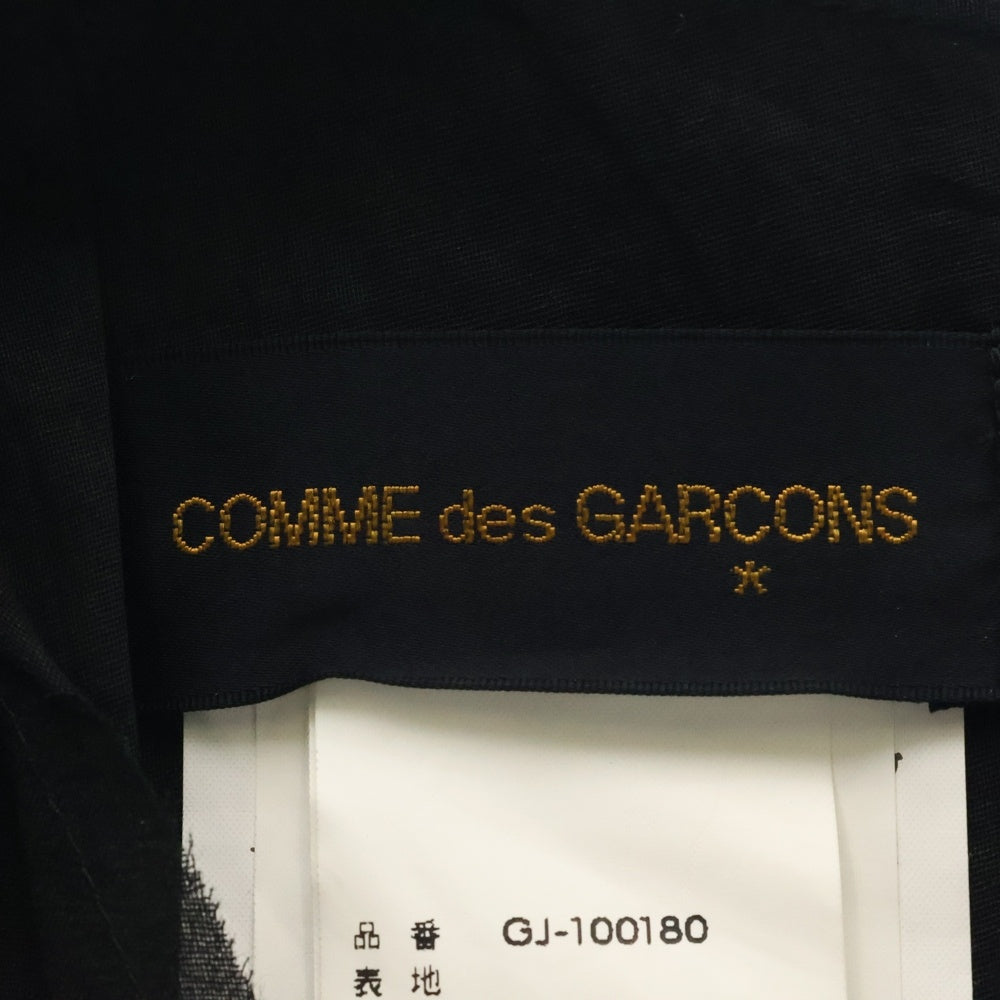 COMME des GARCONS
*
品番 GJ-100180
表地